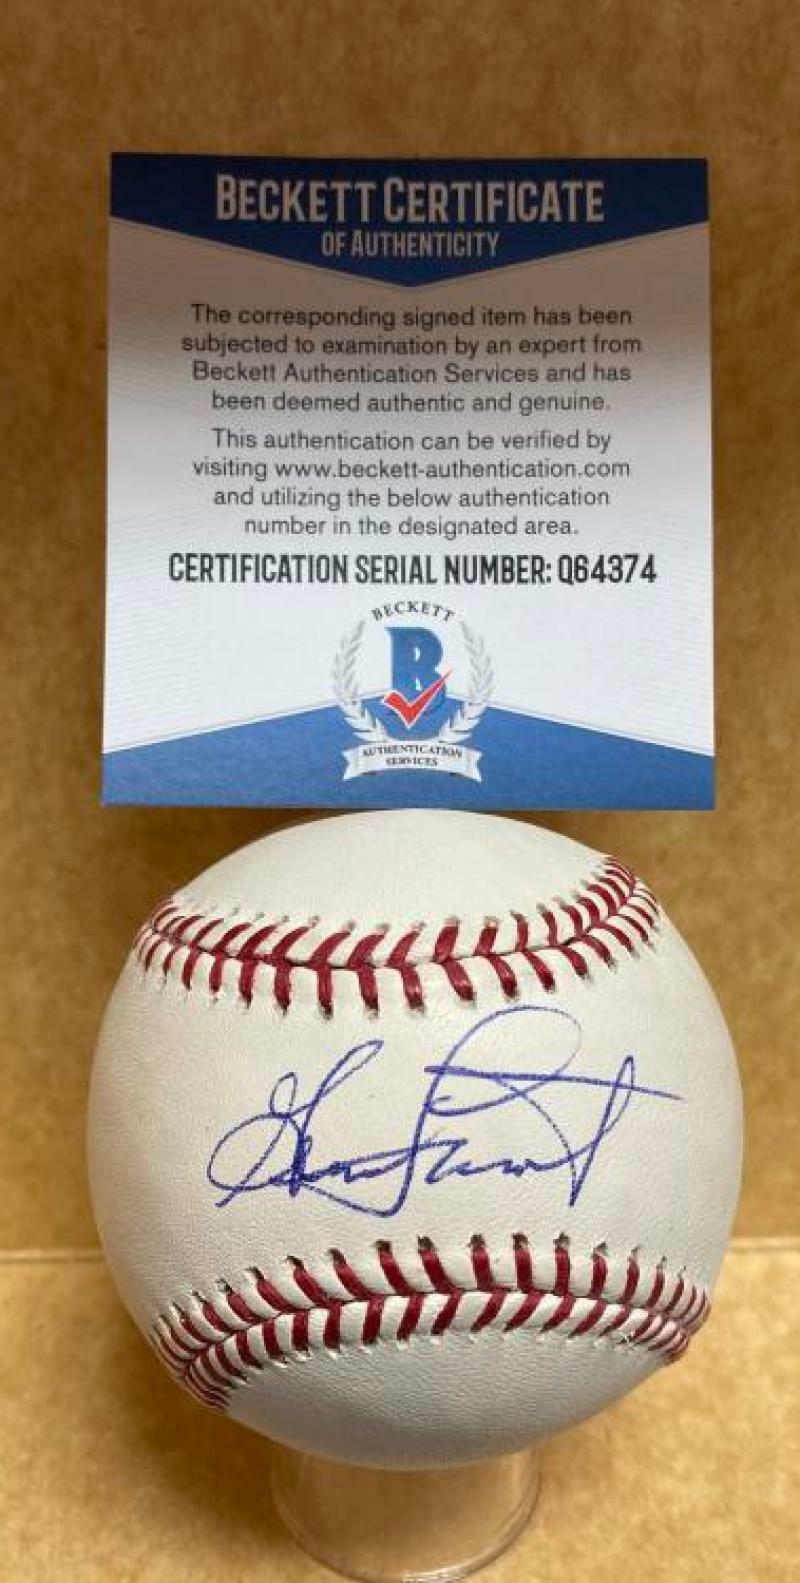 BECKETT CERTIFICATE
OF AUTHENTICITY
The corresponding signed item has been
subjected to examination by an expert from
Beckett Authentication Services and has
been deemed authentic and genuine.
This authentication can be verified by
visiting www.beckett-authentication.com
and utilizing the below authentication
number in the designated area.
CERTIFICATION SERIAL NUMBER: Q64374
BECKETT
B
AUTHENTICATION
SERVICES